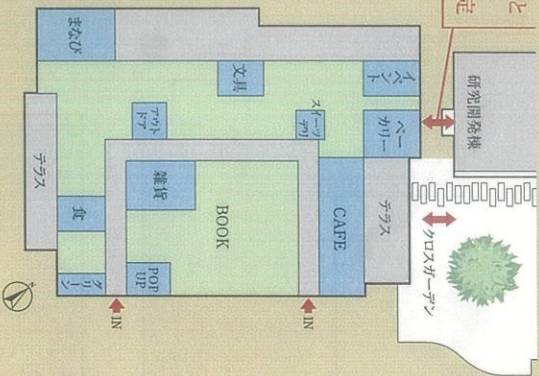 と
定
研究開発棟
クロスガーデン
まなび
文具
イベント
アウト
ドア
スイーツ
デリ
ベー
カリー
テラス
雑貨
BOOK
CAFE
テラス
食
グリーン
POP
UP
IN
IN
N